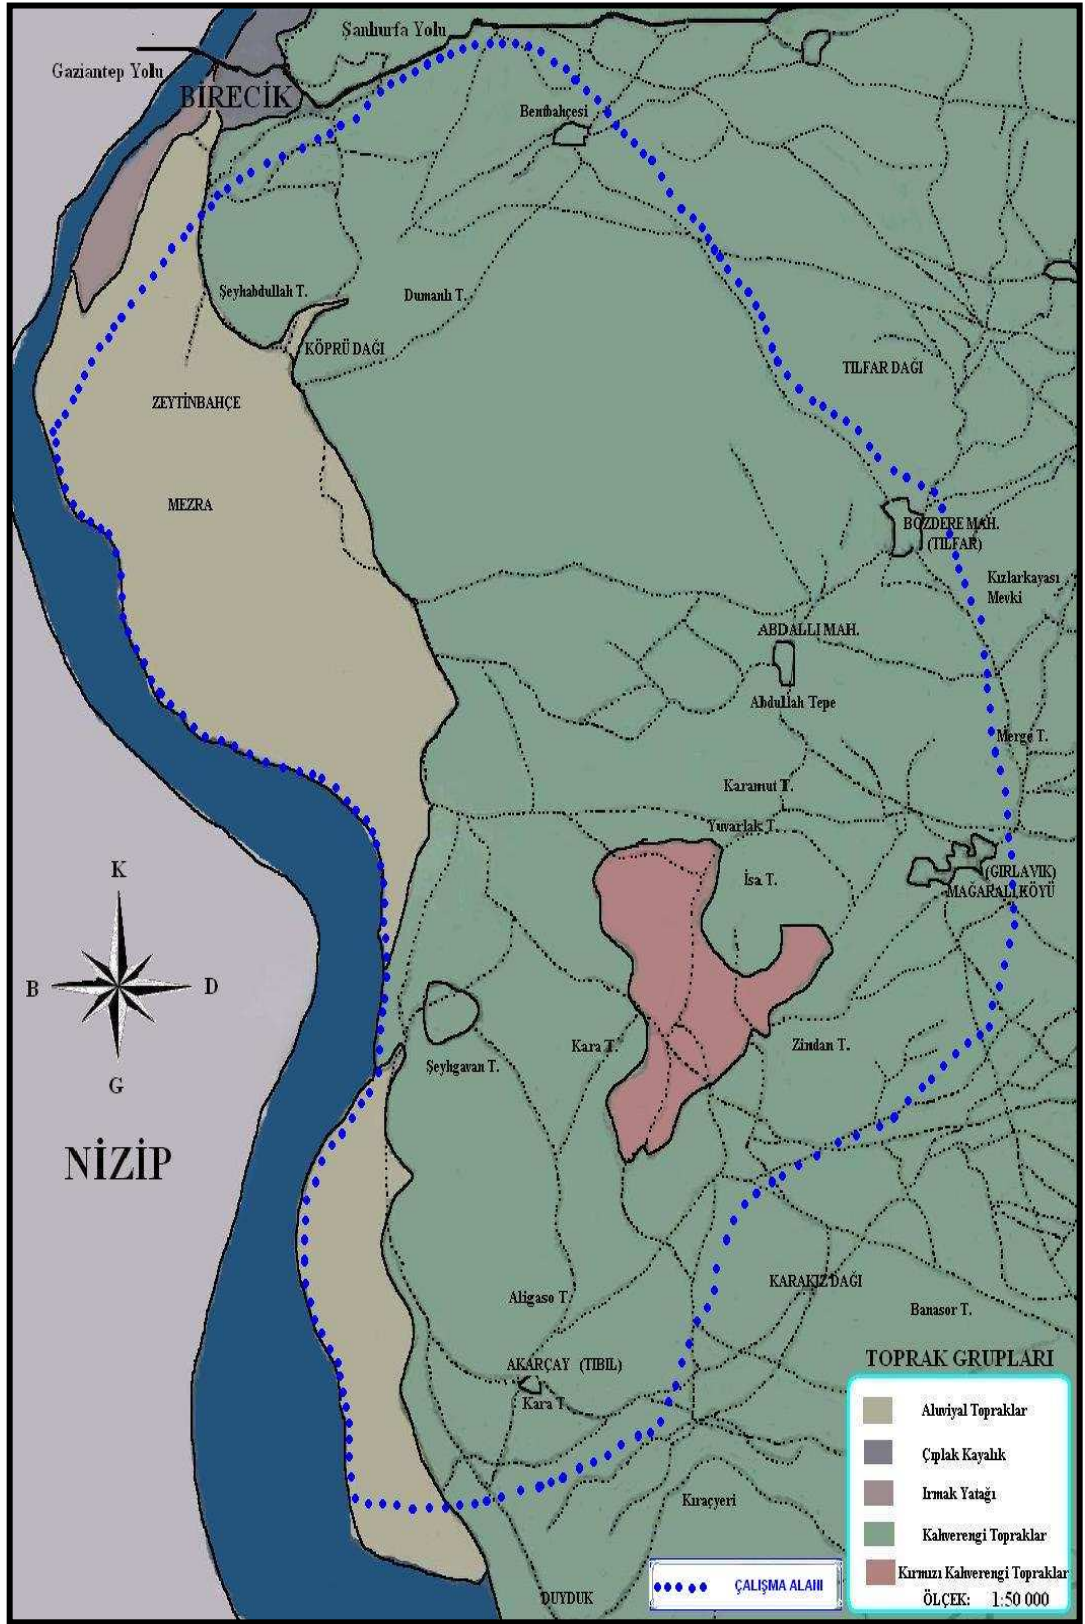 Şanlıurfa Yolu
Gaziantep Yolu
BİRECİK
Bentbahçesi
Şeyhabdullah T.
Dumanlı T.
KÖPRÜ DAĞI
TILFAR DAĞI
ZEYTİNBAHÇE
MEZRA
BOZDERE MAH.
(TILFAR)
Kızlarkayası
Mevki
ABDALLI MAH.
Abdullah Tepe
Merge T.
Karamut T.
Yuvarlak T.
İsa T.
(GIRLAVIK)
MAĞARALI KÖYÜ
K
B
D
G
Kara T.
Zindan T.
Şeyhgavan T.
NİZİP
KARAKIZ DAĞI
Aligaso T.
Banasor T.
AKARÇAY (TIBIL)
Kara T.
Kıraçyeri
DUYDUK
TOPRAK GRUPLARI
Aluviyal Topraklar
Çıplak Kayalık
Irmak Yatağı
Kahverengi Topraklar
Kırmızı Kahverengi Topraklar
ÖLÇEK: 1:50 000
ÇALIŞMA ALANI